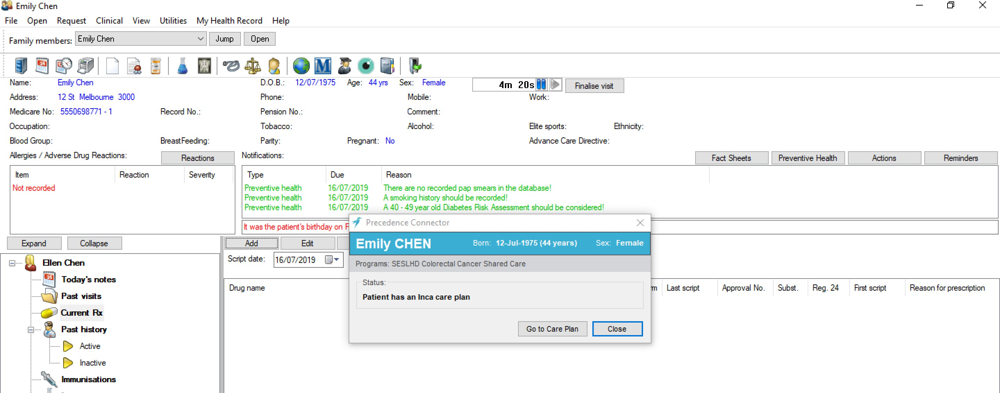 Emily Chen
File Open Request Clinical View Utilities My Health Record Help
Family members: Emily Chen Jump Open
Name: Emily Chen D.O.B.: 12/07/1975 Age: 44 yrs Sex: Female 4m 20s Finalise visit
Address: 12 St Melbourne 3000 Phone: Mobile: Work:
Medicare No: 5550698771 - 1 Record No.: Pension No.: Comment:
Occupation: Tobacco: Alcohol: Elite sports: Ethnicity:
Blood Group: BreastFeeding: Parity: Pregnant: No Advance Care Directive:
Allergies / Adverse Drug Reactions: Reactions Notifications: Fact Sheets Preventive Health Actions Reminders
Item Reaction Severity Type Due Reason
Not recorded Preventive health 16/07/2019 There are no recorded pap smears in the database!
Preventive health 16/07/2019 A smoking history should be recorded!
Preventive health 16/07/2019 A 40 - 49 year old Diabetes Risk Assessment should be considered!
It was the patient's birthday on
Precedence Connector
Emily CHEN Born: 12-Jul-1975 (44 years) Sex: Female
Programs: SESLHD Colorectal Cancer Shared Care
Status:
Patient has an Inca care plan
Go to Care Plan Close
Expand Collapse Add Edit
Script date: 16/07/2019
Drug name Last script Approval No. Subst. Reg. 24 First script Reason for prescription
Ellen Chen
Today's notes
Past visits
Current Rx
Past history
Active
Inactive
Immunisations